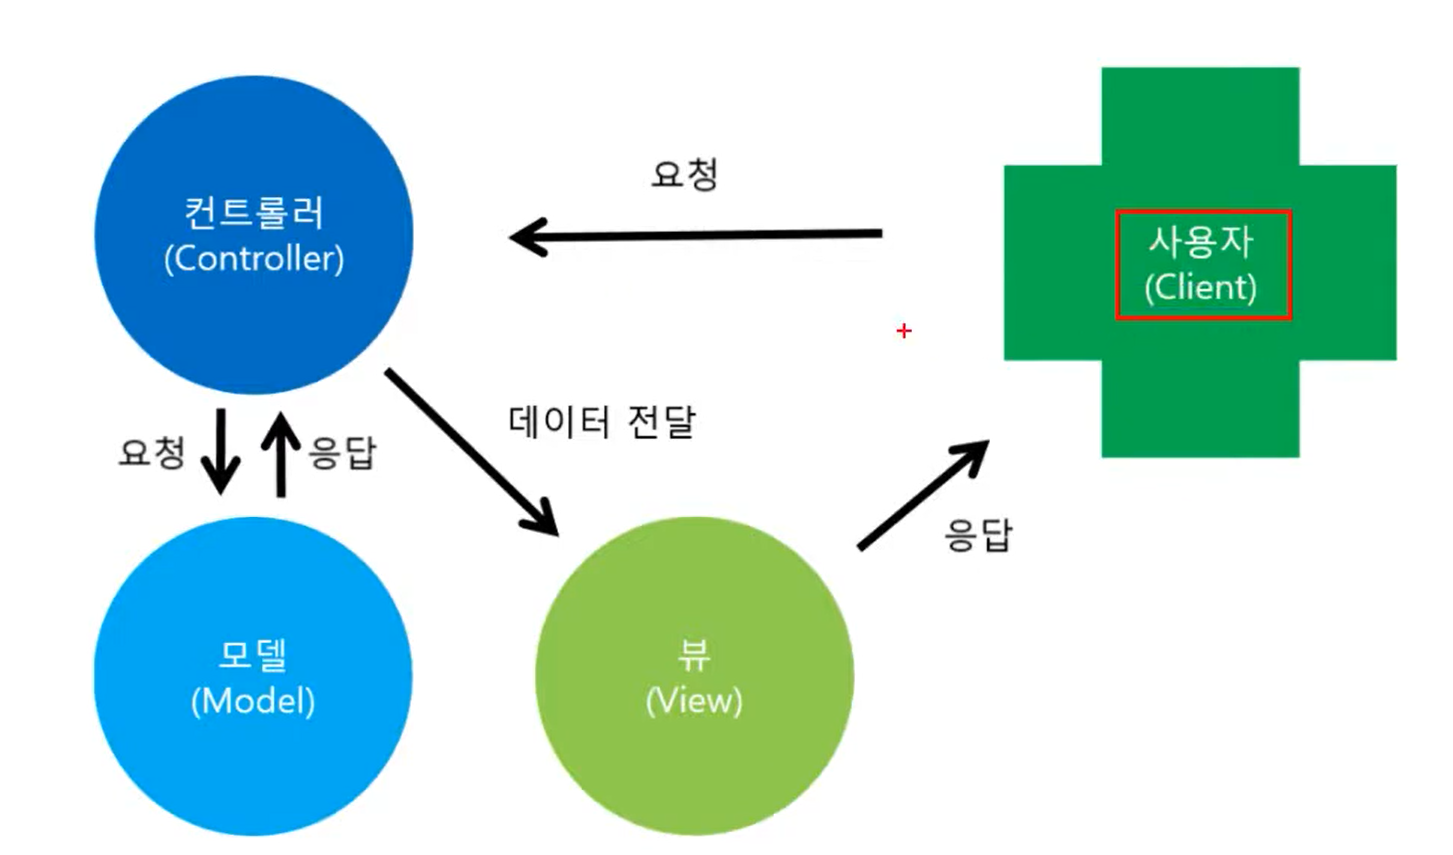 요청
컨트롤러
(Controller)
사용자
(Client)
데이터 전달
요청
응답
응답
모델
(Model)
뷰
(View)